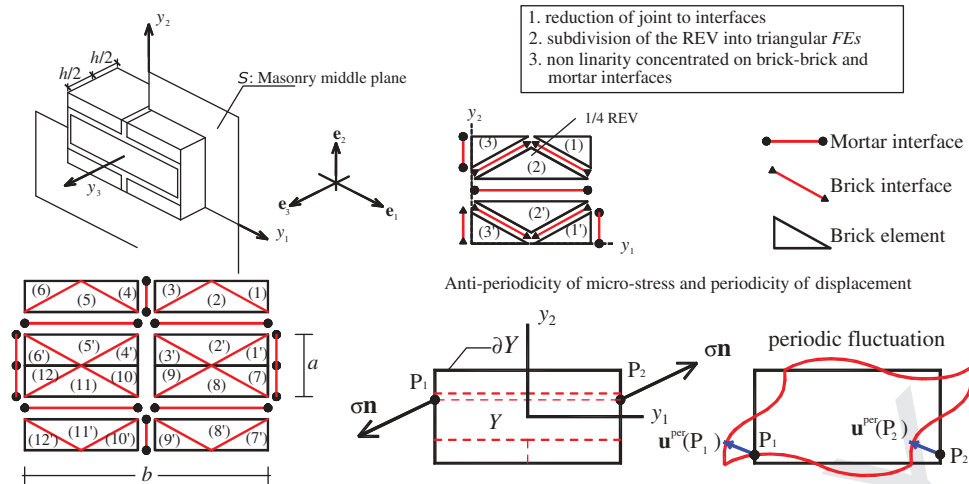 y₂
h/2
h/2
S: Masonry middle plane
y₃
y₁
e₂
e₃
e₁
1. reduction of joint to interfaces
2. subdivision of the REV into triangular FEs
3. non linearity concentrated on brick-brick and
mortar interfaces
y₂
1/4 REV
(3)
(1)
(2)
(2')
(3')
(1')
y₁
Mortar interface
Brick interface
Brick element
(6)
(5)
(4)
(3)
(2)
(1)
(6')
(5')
(4')
(3')
(2')
(1')
(12)
(11)
(10)
(9)
(8)
(7)
(12')
(11')
(10')
(9')
(8')
(7')
a
b
Anti-periodicity of micro-stress and periodicity of displacement
y₂
∂Y
P₁
P₂
σn
σn
Y
y₁
periodic fluctuation
uᵖᵉʳ(P₁)
P₁
uᵖᵉʳ(P₂)
P₂